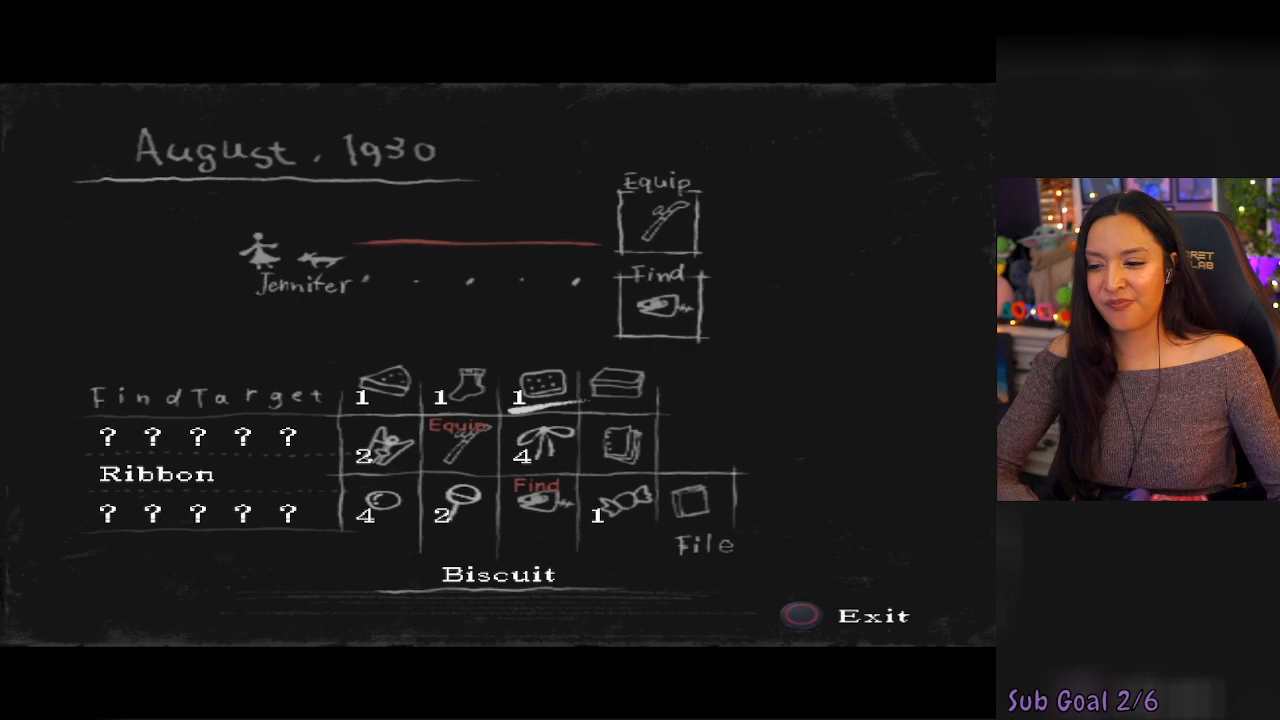 August, 1930
Equip
Jennifer
Find
FindTarget
1 1 1
? ? ? ? ?
Equip
2 4
Ribbon
? ? ? ? ?
Find
4 2 1
File
Biscuit
Exit
Sub Goal 2/6